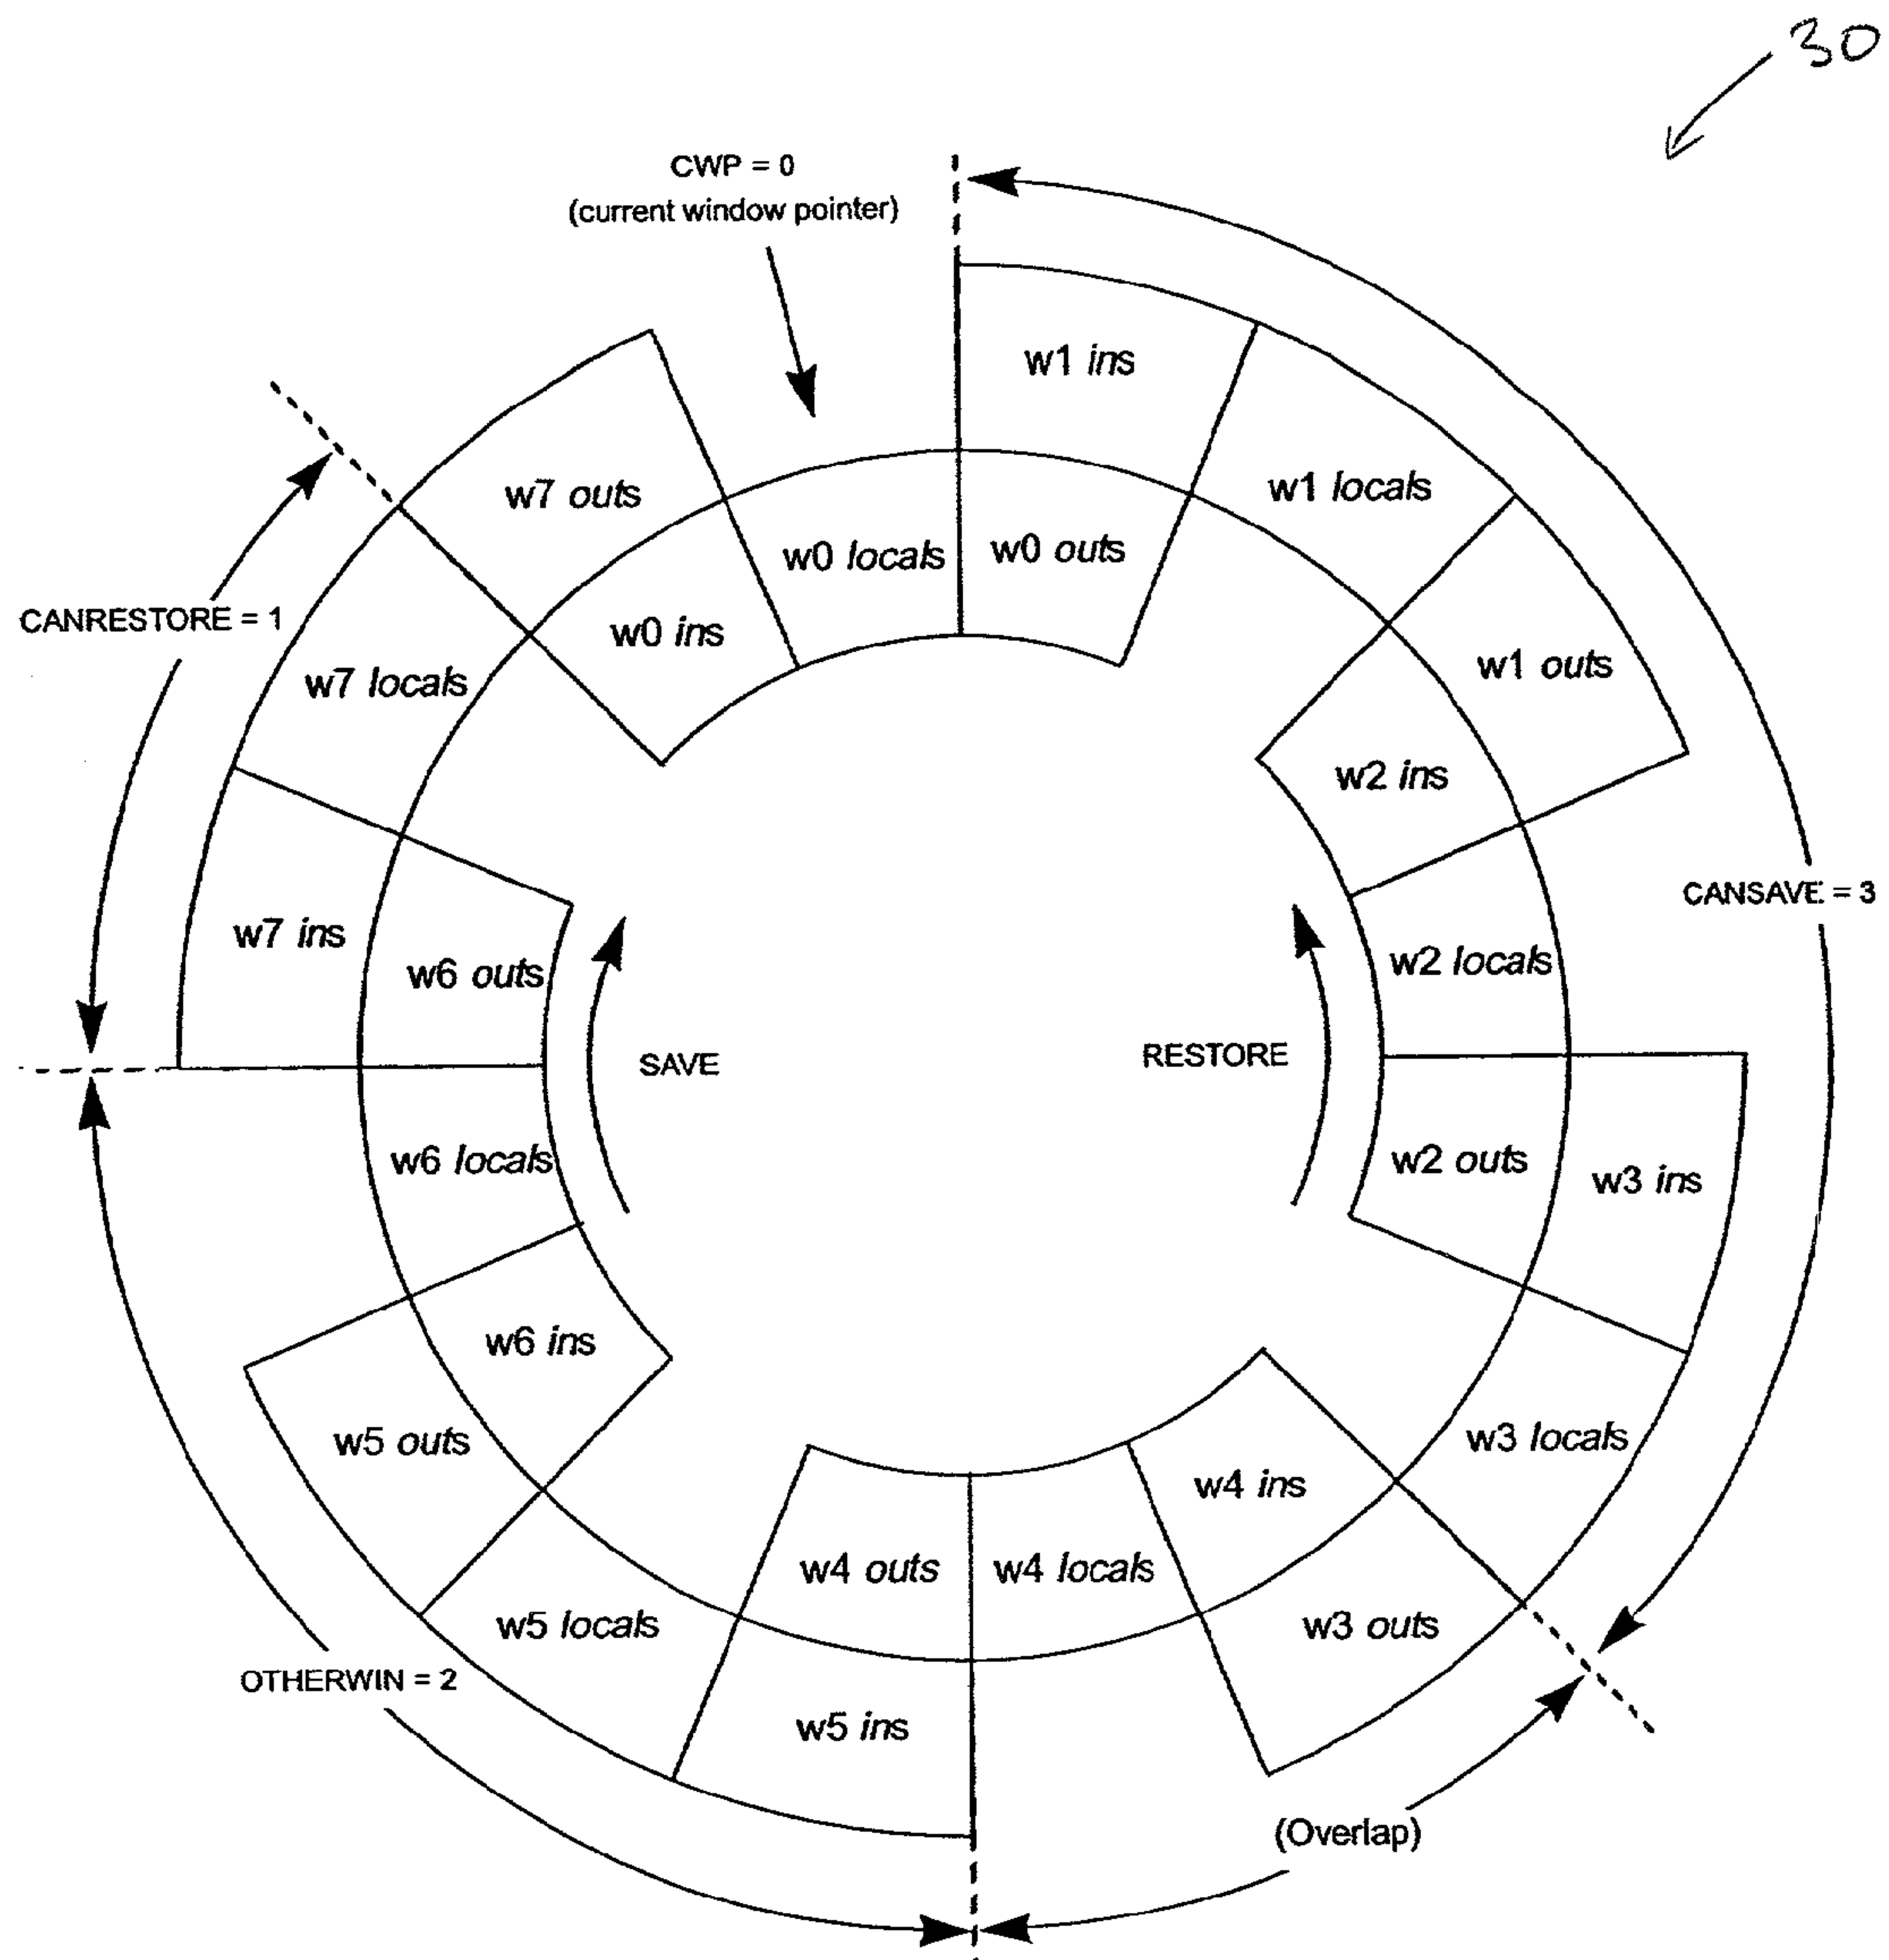 30
CWP = 0
(current window pointer)
w1 ins
w7 outs
w1 locals
w0 locals
w0 outs
CANRESTORE = 1
w0 ins
w1 outs
w7 locals
w2 ins
CANSAVE = 3
w7 ins
w6 outs
w2 locals
SAVE
RESTORE
w6 locals
w2 outs
w3 ins
w6 ins
w5 outs
w3 locals
w4 ins
w4 outs
w4 locals
w5 locals
w3 outs
OTHERWIN = 2
w5 ins
(Overlap)